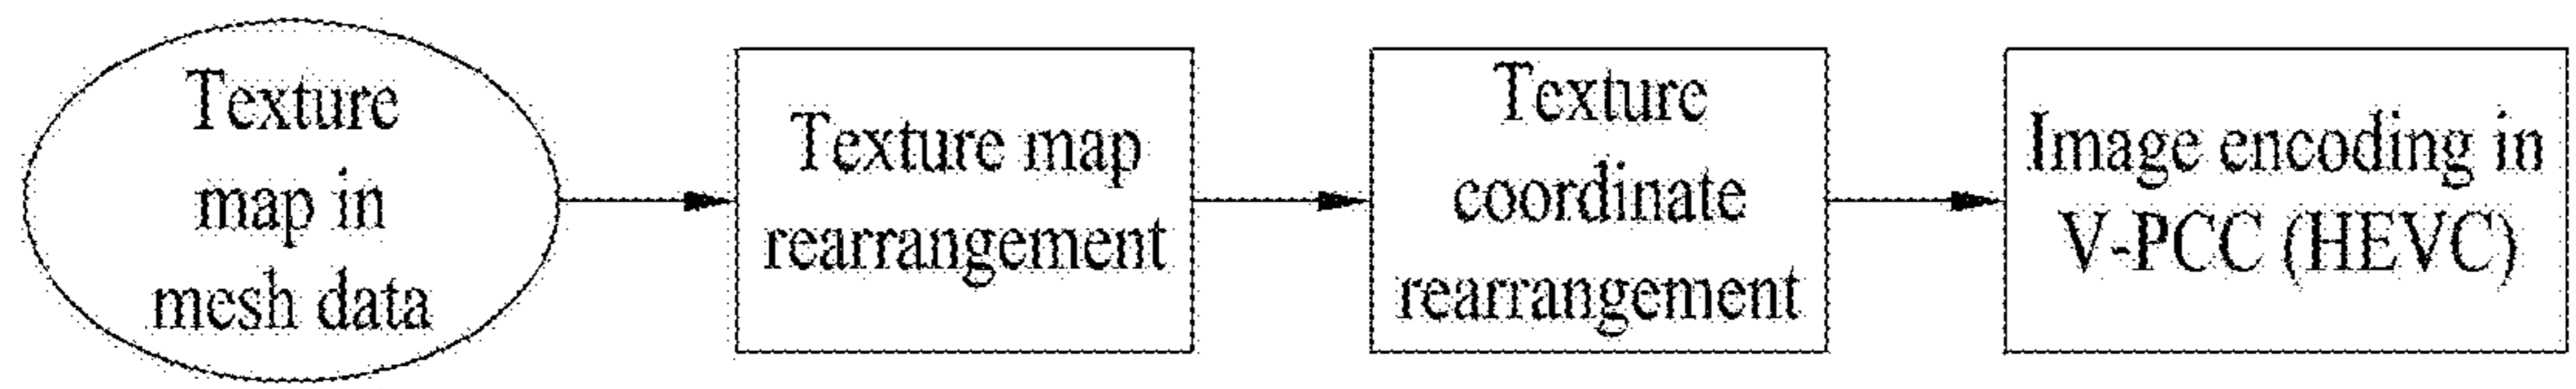 Texture
map in
mesh data
Texture map
rearrangement
Texture
coordinate
rearrangement
Image encoding in
V-PCC (HEVC)